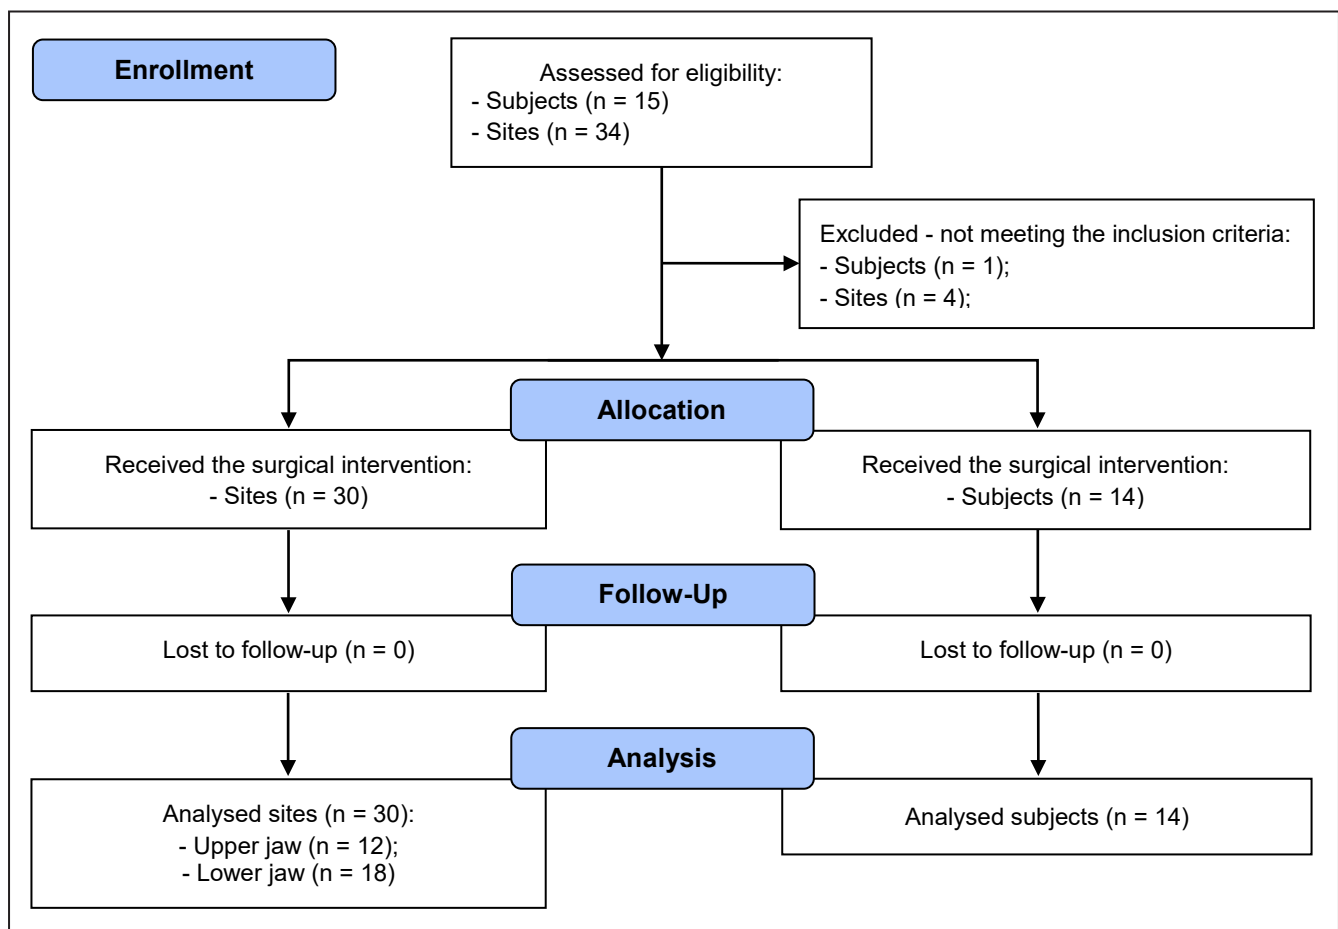 Enrollment
Assessed for eligibility:
- Subjects (n = 15)
- Sites (n = 34)
Excluded - not meeting the inclusion criteria:
- Subjects (n = 1);
- Sites (n = 4);
Allocation
Received the surgical intervention:
- Sites (n = 30)
Received the surgical intervention:
- Subjects (n = 14)
Follow-Up
Lost to follow-up (n = 0)
Lost to follow-up (n = 0)
Analysis
Analysed sites (n = 30):
- Upper jaw (n = 12);
- Lower jaw (n = 18)
Analysed subjects (n = 14)